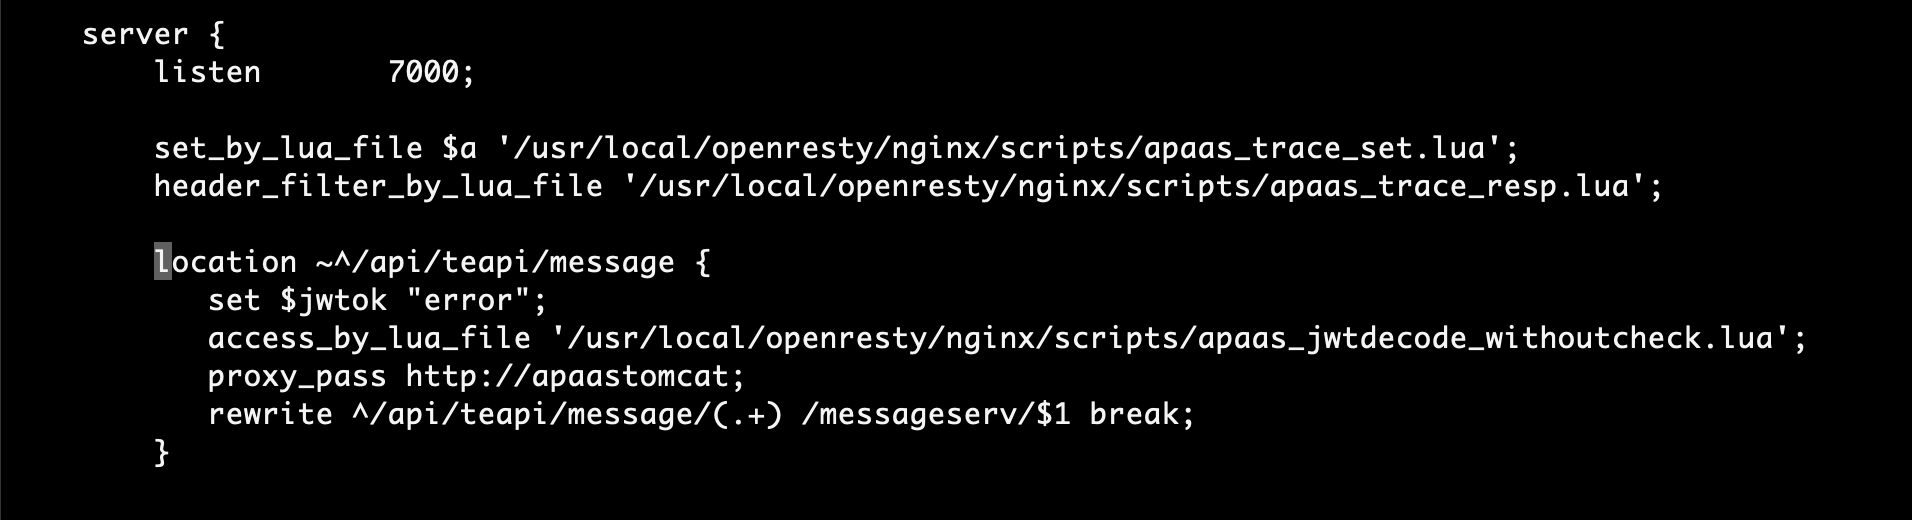 server {
listen 7000;
set_by_lua_file $a '/usr/local/openresty/nginx/scripts/apaas_trace_set.lua';
header_filter_by_lua_file '/usr/local/openresty/nginx/scripts/apaas_trace_resp.lua';
location ~^/api/teapi/message {
set $jwtok "error";
access_by_lua_file '/usr/local/openresty/nginx/scripts/apaas_jwtdecode_withoutcheck.lua';
proxy_pass http://apaastomcat;
rewrite ^/api/teapi/message/(.+) /messageserv/$1 break;
}